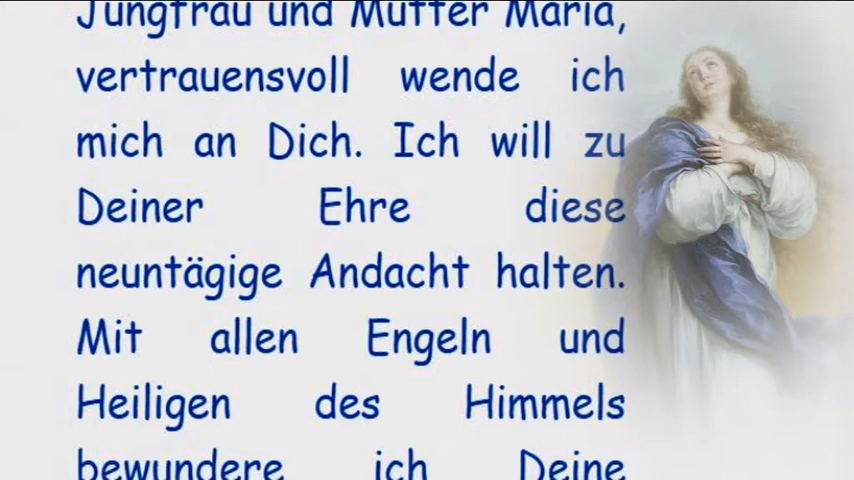 Jungfrau und Mutter Maria,
vertrauensvoll wende ich
mich an Dich. Ich will zu
Deiner Ehre diese
neuntägige Andacht halten.
Mit allen Engeln und
Heiligen des Himmels
bewundere ich Deine